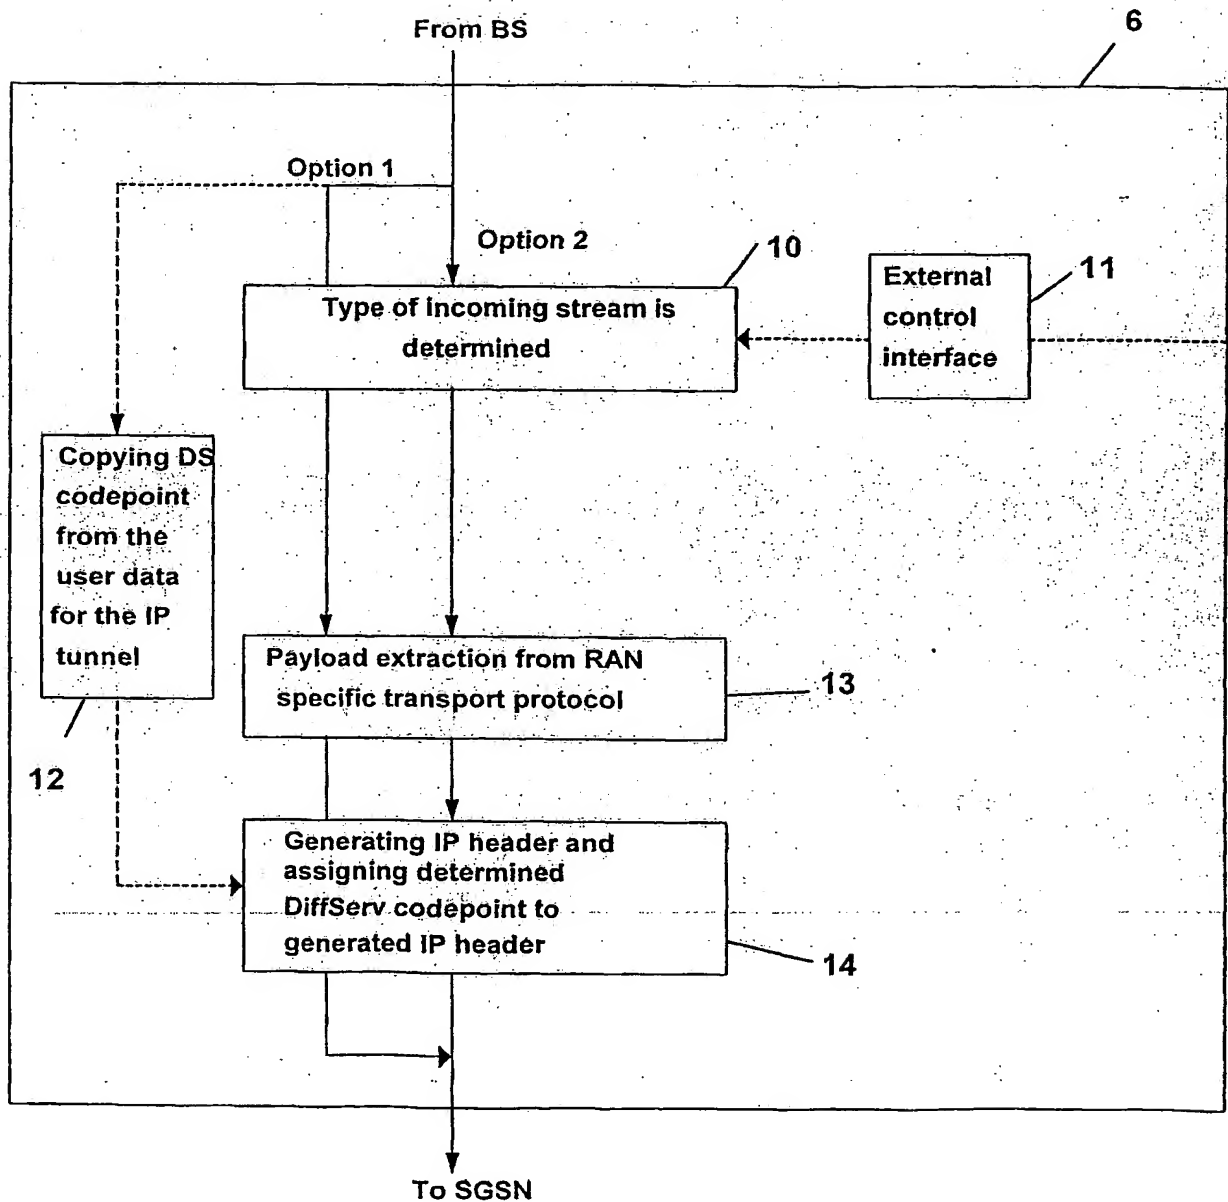 From BS
6
Option 1
Option 2
10
Type of incoming stream is
determined
External
control
interface
11
Copying DS
codepoint
from the
user data
for the IP
tunnel
12
Payload extraction from RAN
specific transport protocol
13
Generating IP header and
assigning determined
DiffServ codepoint to
generated IP header
14
To SGSN